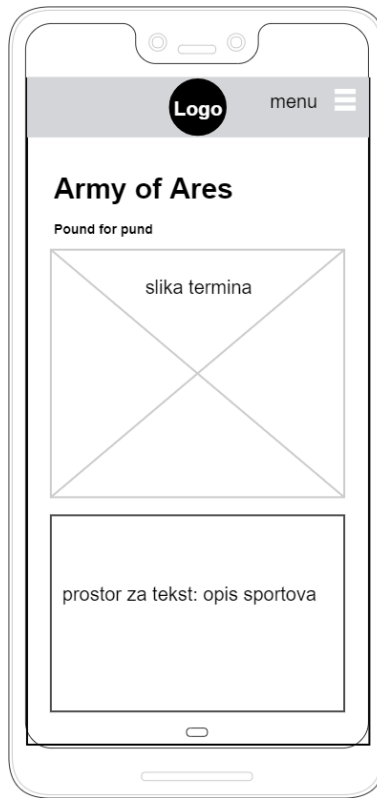 Logo
menu
Army of Ares
Pound for pund
slika termina
prostor za tekst: opis sportova